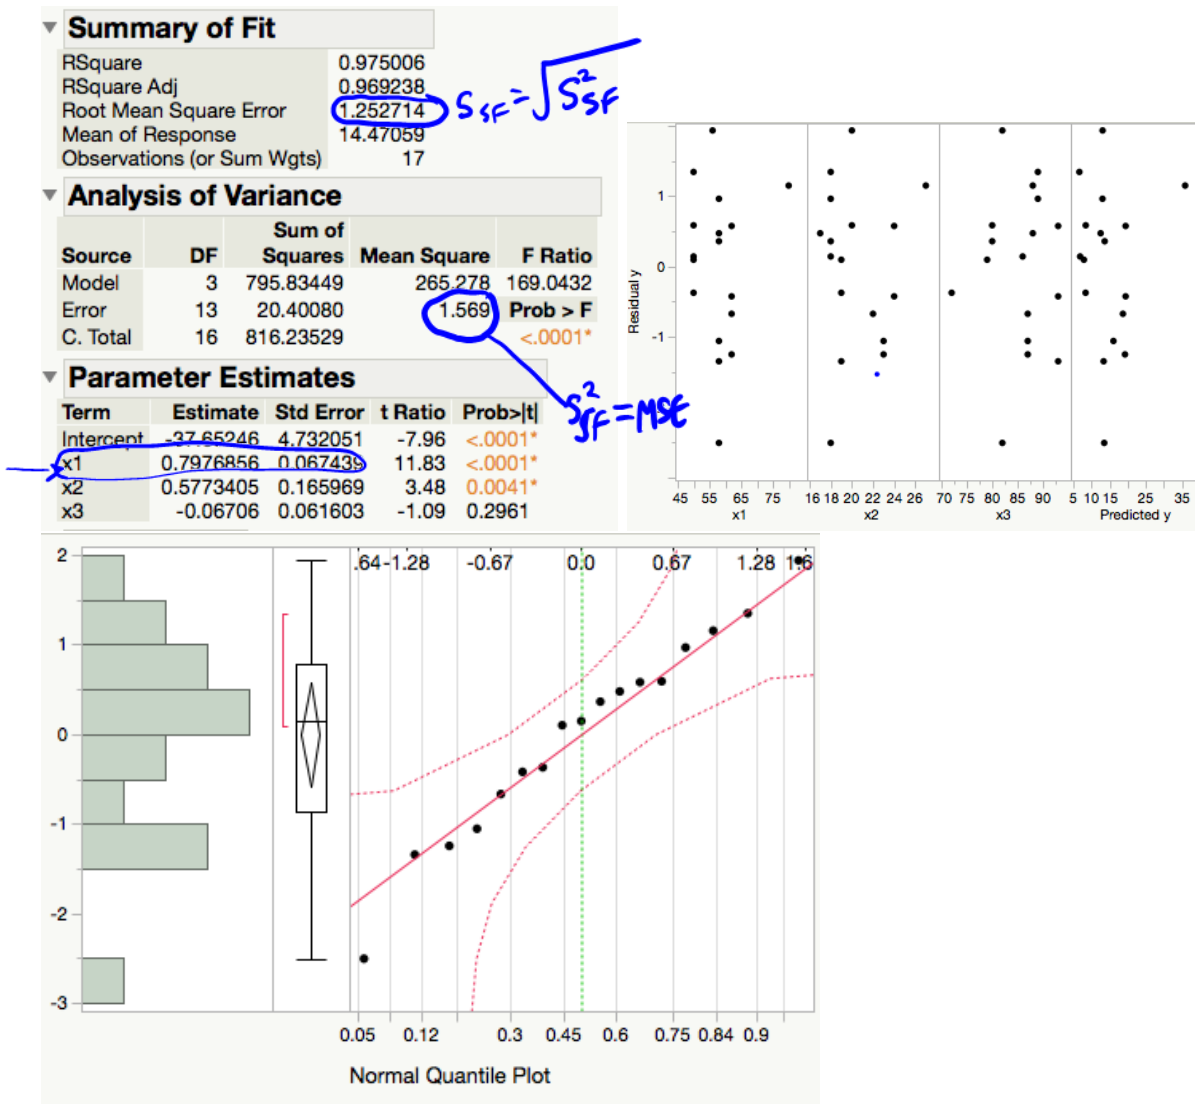 Summary of Fit
RSquare 0.975006
RSquare Adj 0.969238
Root Mean Square Error 1.252714
Mean of Response 14.47059
Observations (or Sum Wgts) 17
S_SF = √S²_SF
Analysis of Variance
Sum of
Source DF Squares Mean Square F Ratio
Model 3 795.83449 265.278 169.0432
Error 13 20.40080 1.569 Prob > F
C. Total 16 816.23529 <.0001*
S²_SF = MSE
Parameter Estimates
Term Estimate Std Error t Ratio Prob>|t|
Intercept -37.65246 4.732051 -7.96 <.0001*
x1 0.7976856 0.067439 11.83 <.0001*
x2 0.5773405 0.165969 3.48 0.0041*
x3 -0.06706 0.061603 -1.09 0.2961
Residual y
1
0
-1
45 55 65 75 16 18 20 22 24 26 70 75 80 85 90 5 10 15 25 35
x1 x2 x3 Predicted y
2
1
0
-1
-2
-3
.64 -1.28 -0.67 0.0 0.67 1.28 1.6
0.05 0.12 0.3 0.45 0.6 0.75 0.84 0.9
Normal Quantile Plot